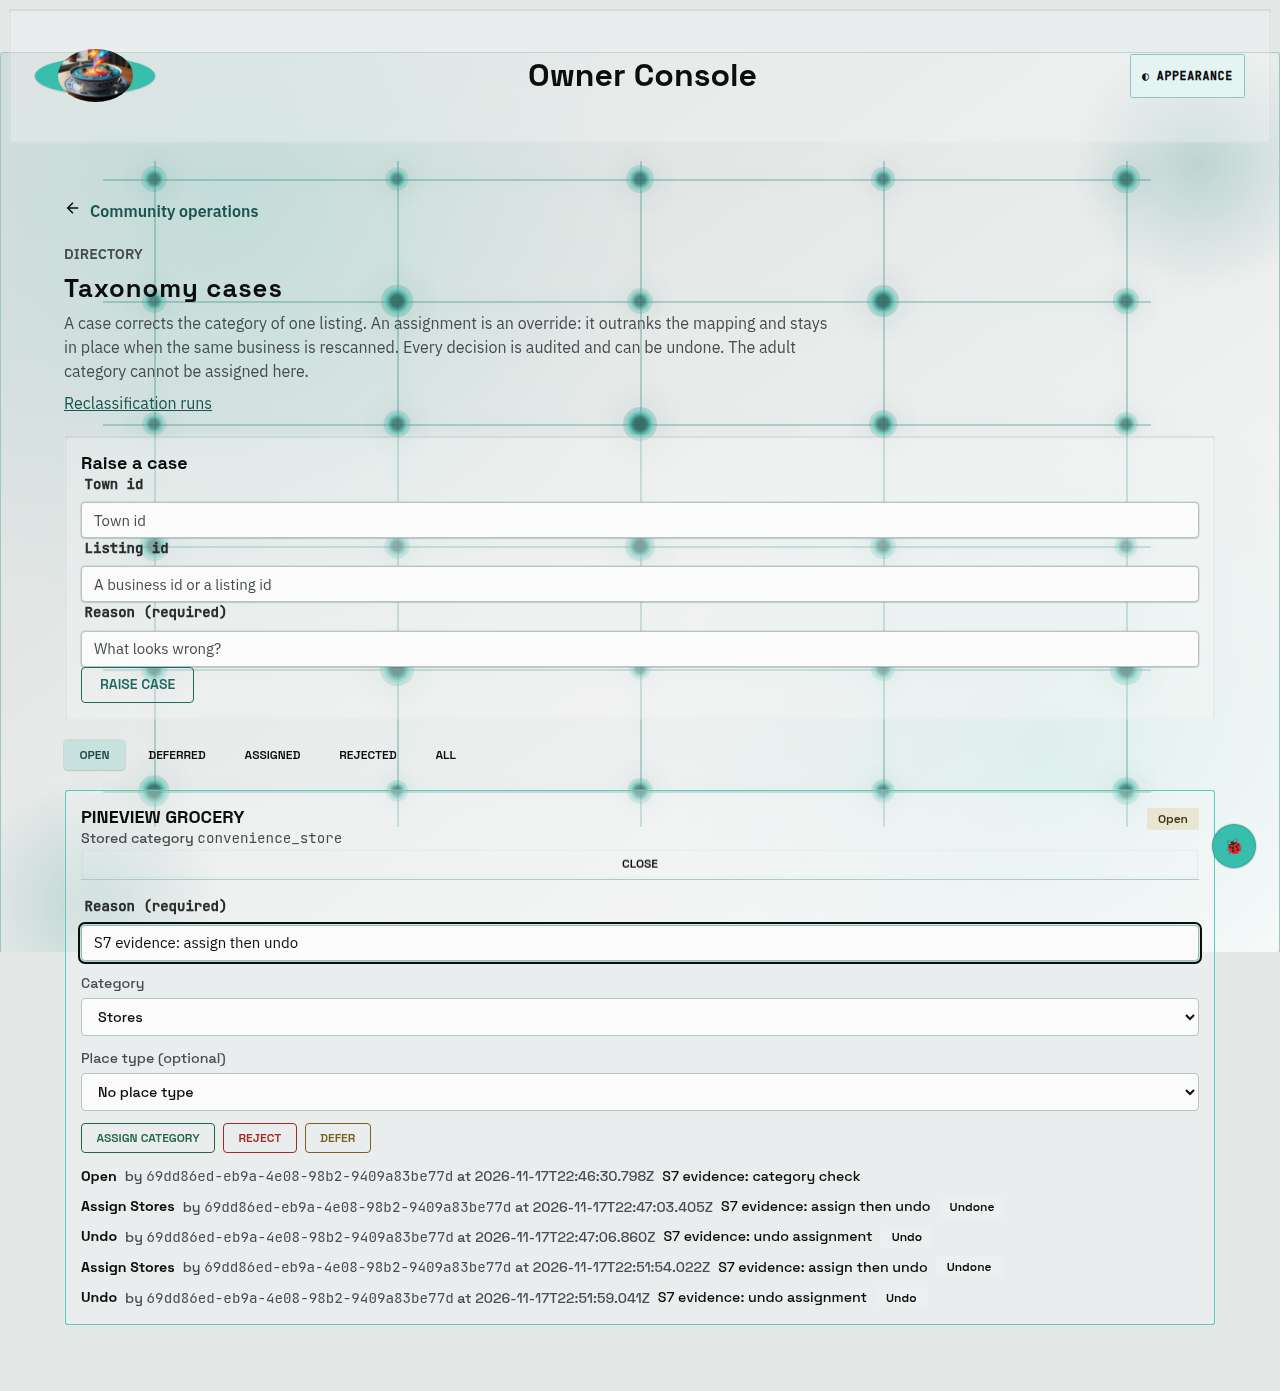 Owner Console
APPEARANCE
Community operations
DIRECTORY
Taxonomy cases
A case corrects the category of one listing. An assignment is an override: it outranks the mapping and stays
in place when the same business is rescanned. Every decision is audited and can be undone. The adult
category cannot be assigned here.
Reclassification runs
Raise a case
Town id
Town id
Listing id
A business id or a listing id
Reason (required)
What looks wrong?
RAISE CASE
OPEN DEFERRED ASSIGNED REJECTED ALL
PINEVIEW GROCERY
Open
Stored category convenience_store
CLOSE
Reason (required)
S7 evidence: assign then undo
Category
Stores
Place type (optional)
No place type
ASSIGN CATEGORY REJECT DEFER
Open by 69dd86ed-eb9a-4e08-98b2-9409a83be77d at 2026-11-17T22:46:30.798Z S7 evidence: category check
Assign Stores by 69dd86ed-eb9a-4e08-98b2-9409a83be77d at 2026-11-17T22:47:03.405Z S7 evidence: assign then undo Undone
Undo by 69dd86ed-eb9a-4e08-98b2-9409a83be77d at 2026-11-17T22:47:06.860Z S7 evidence: undo assignment Undo
Assign Stores by 69dd86ed-eb9a-4e08-98b2-9409a83be77d at 2026-11-17T22:51:54.022Z S7 evidence: assign then undo Undone
Undo by 69dd86ed-eb9a-4e08-98b2-9409a83be77d at 2026-11-17T22:51:59.041Z S7 evidence: undo assignment Undo